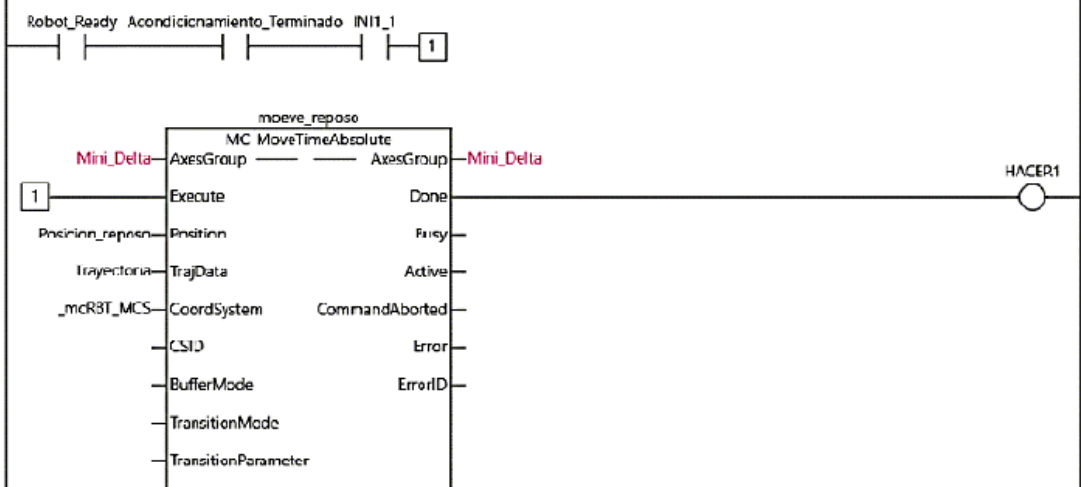 Robot_Ready Acondicionamiento_Terminado INI1_1
1
moeve_reposo
MC_MoveTimeAbsolute
Mini_Delta AxesGroup AxesGroup Mini_Delta
HACER1
1 Execute Done
Posicion_reposo Position Busy
Trayectoria TrajData Active
_mcRBT_MCS CoordSystem CommandAborted
CSID Error
BufferMode ErrorID
TransitionMode
TransitionParameter